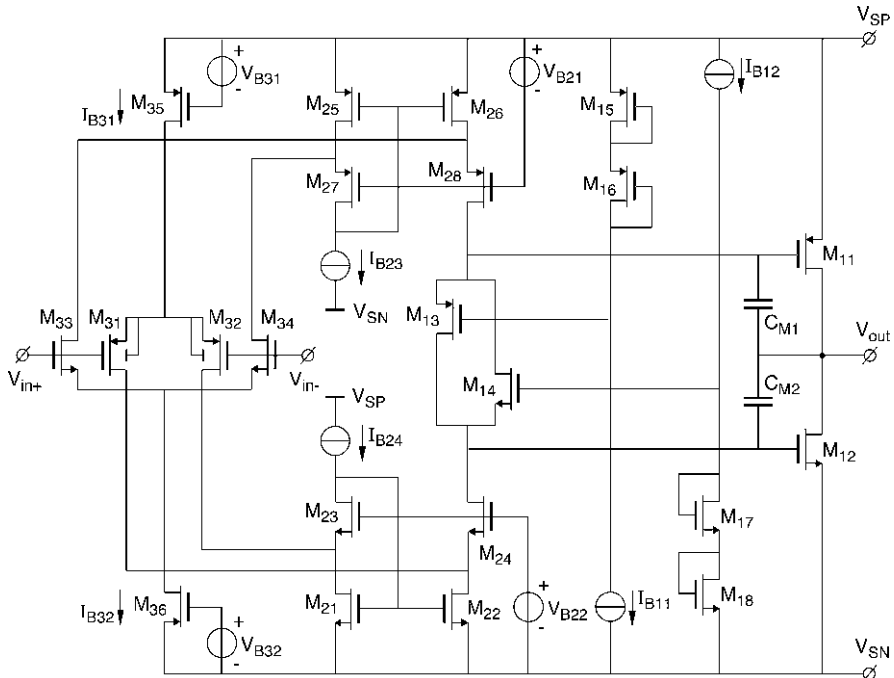 V_SP
V_B31
V_B21
I_B12
M_35
I_B31
M_25
M_26
M_15
M_27
M_28
M_16
I_B23
M_11
V_SN
M_13
C_M1
M_33
M_31
M_32
M_34
V_out
V_in+
V_in-
M_14
C_M2
V_SP
I_B24
M_12
M_23
M_24
M_17
I_B32
M_36
M_21
M_22
V_B22
I_B11
M_18
V_B32
V_SN
+
-
+
-
+
-
+
-